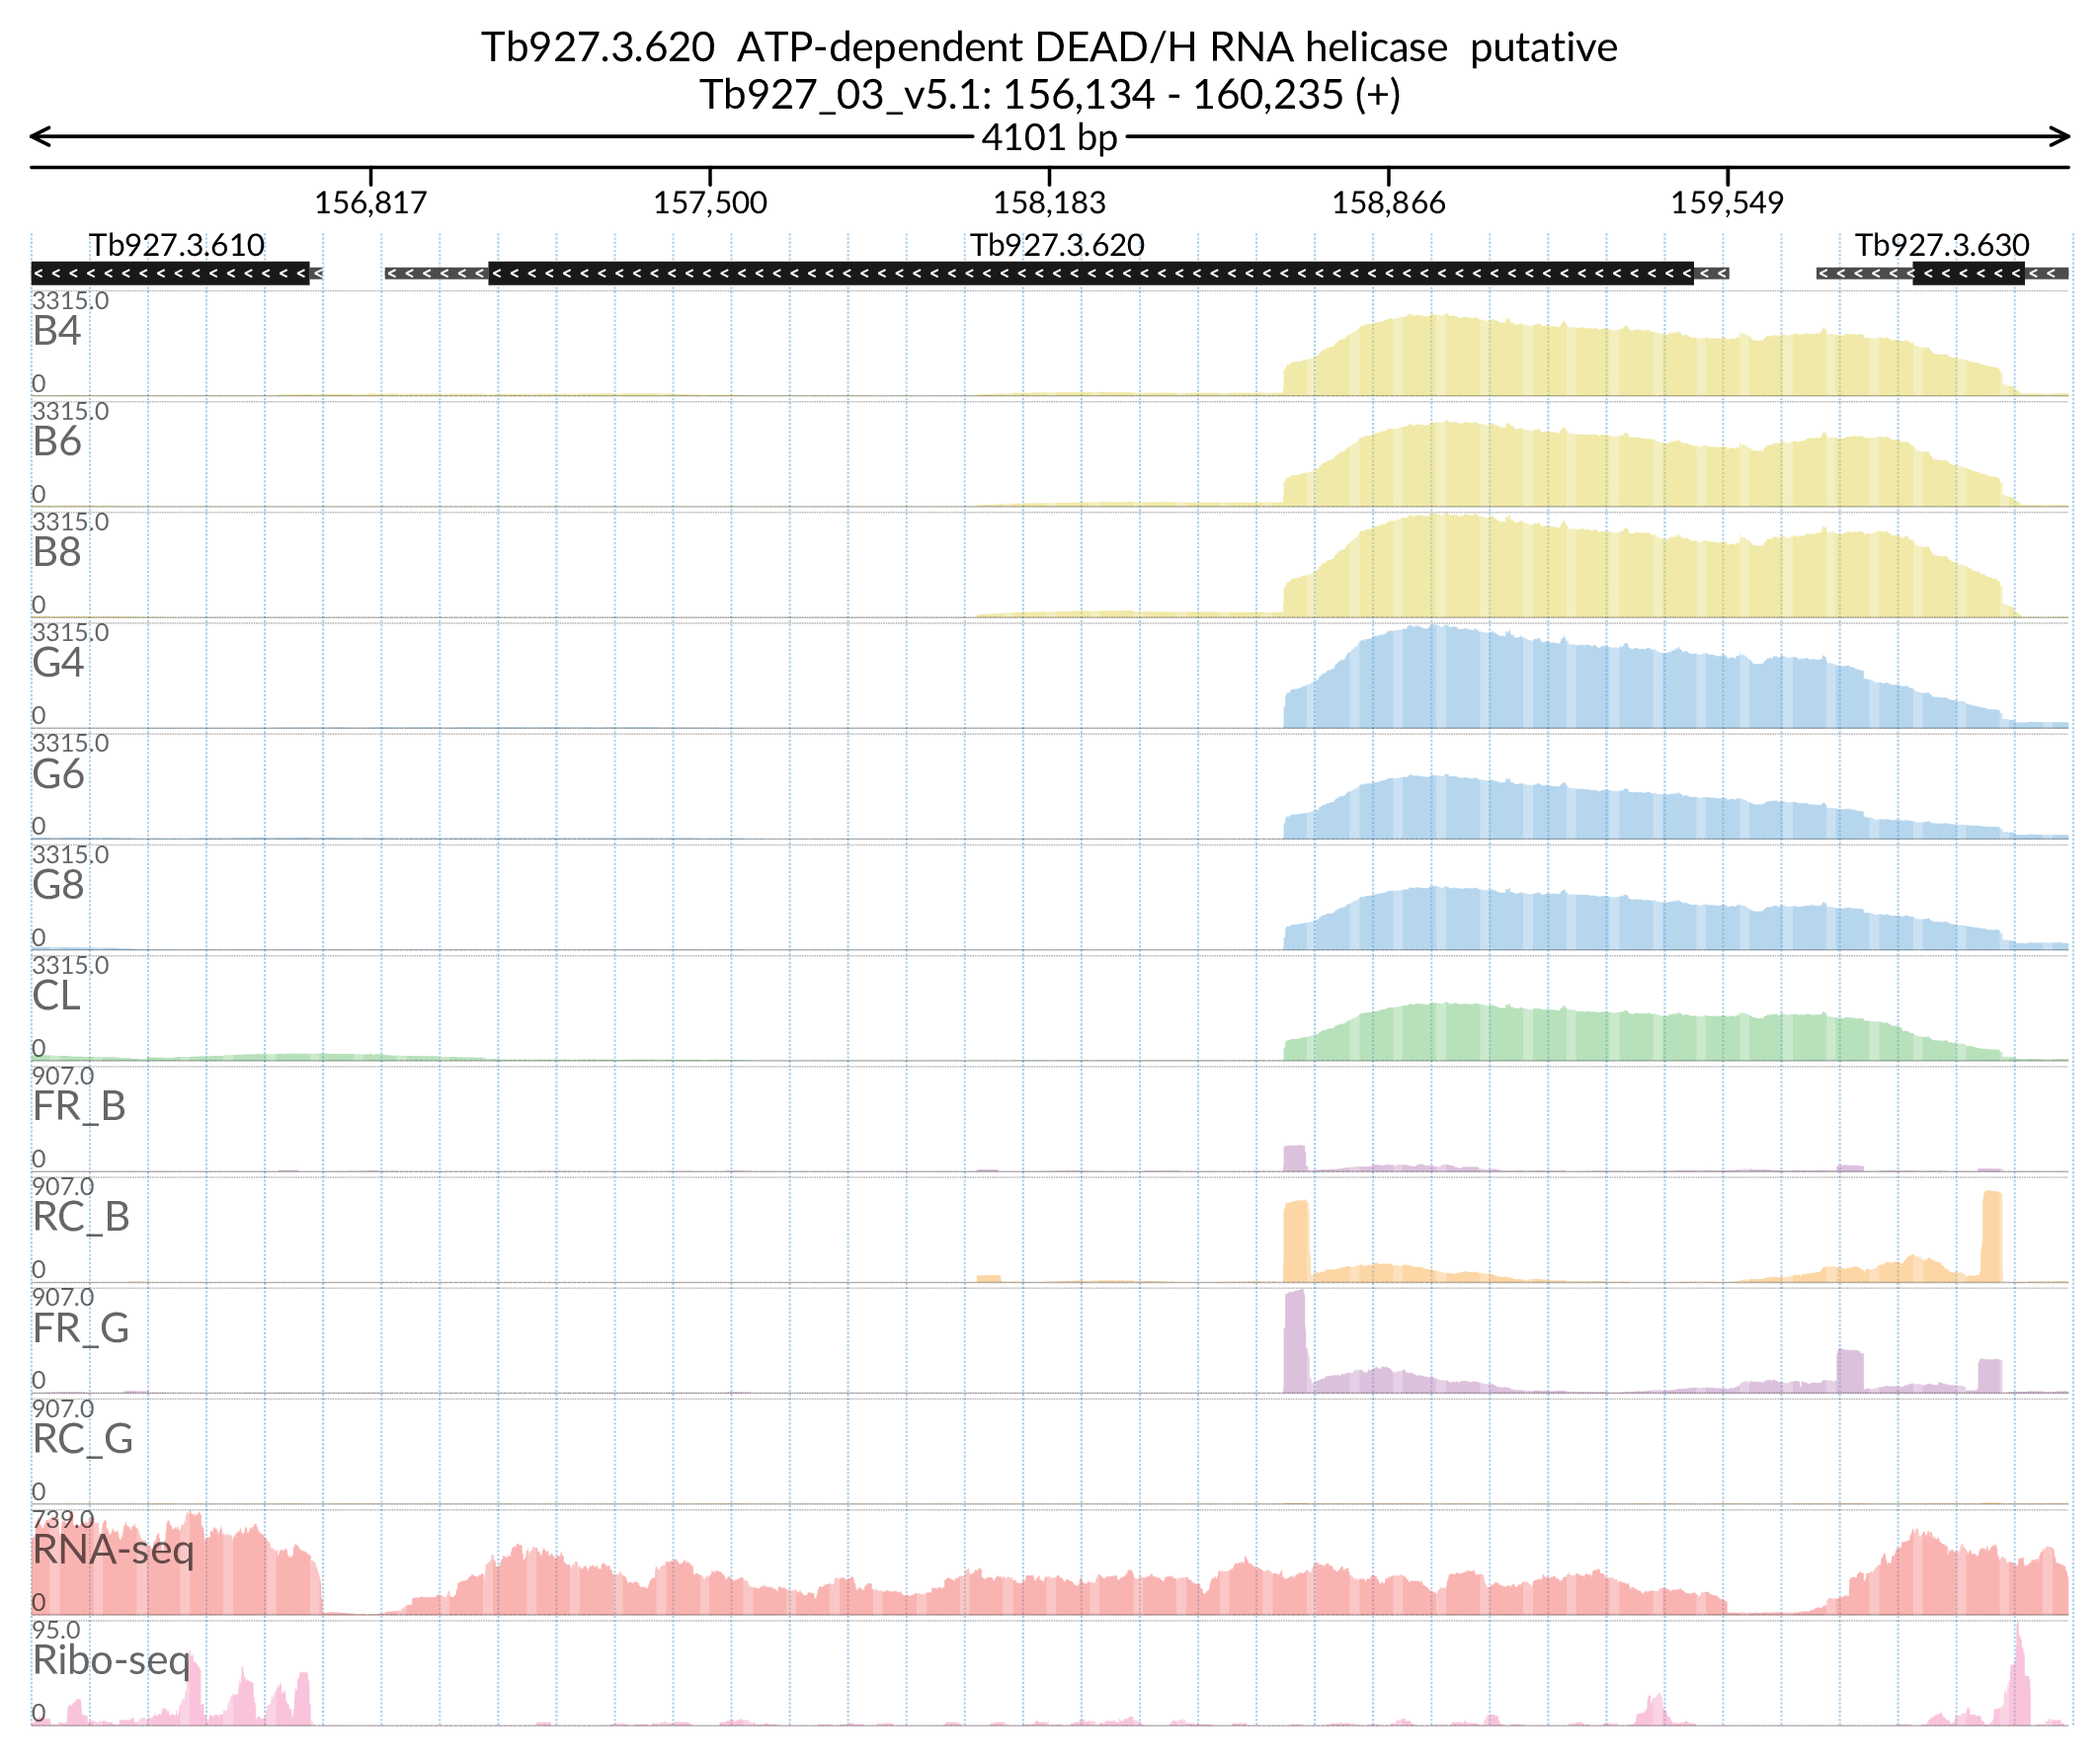 Tb927.3.620 ATP-dependent DEAD/H RNA helicase putative
Tb927_03_v5.1: 156,134 - 160,235 (+)
4101 bp
156,817 157,500 158,183 158,866 159,549
Tb927.3.610 Tb927.3.620 Tb927.3.630
3315.0
B4
0
3315.0
B6
0
3315.0
B8
0
3315.0
G4
0
3315.0
G6
0
3315.0
G8
0
3315.0
CL
0
907.0
FR_B
0
907.0
RC_B
0
907.0
FR_G
0
907.0
RC_G
0
739.0
RNA-seq
0
95.0
Ribo-seq
0